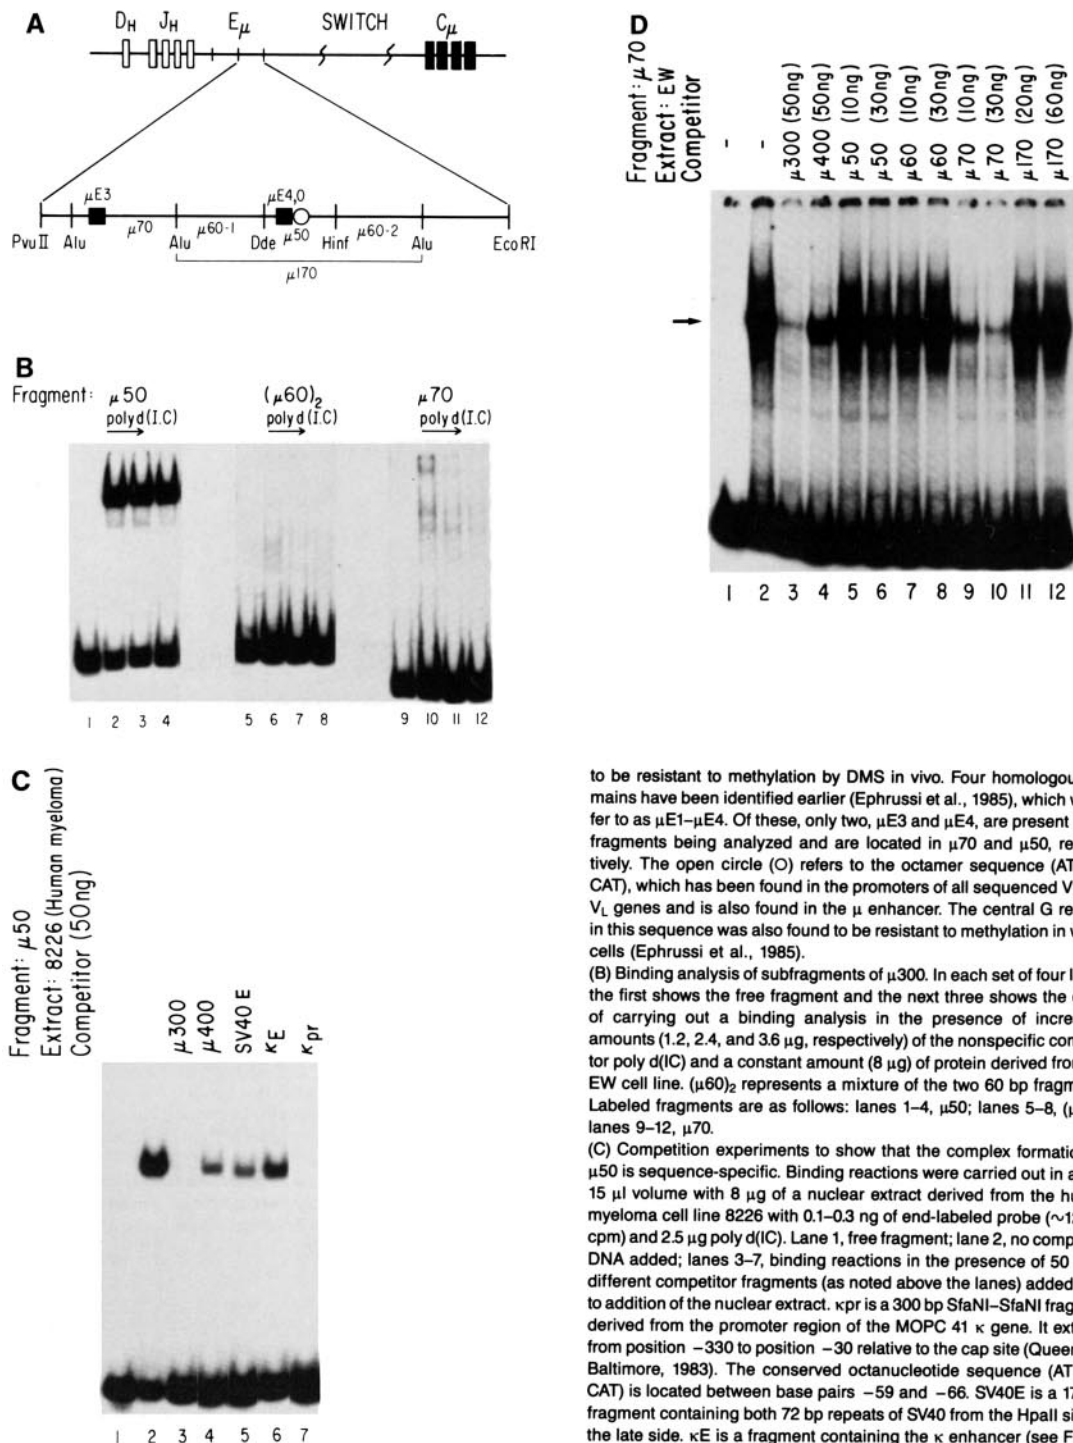 A
D_H J_H E_μ SWITCH C_μ
μE3 μE4,0
μ70 μ60-1 μ50 μ60-2
Pvu II Alu Alu Dde Hinf Alu Eco RI
μ170
B
Fragment: μ50 (μ60)₂ μ70
poly d(I.C) poly d(I.C) poly d(I.C)
1 2 3 4 5 6 7 8 9 10 11 12
C
Fragment: μ50
Extract: 8226 (Human myeloma)
Competitor (50ng)
μ300
μ400
SV40 E
κE
κpr
1 2 3 4 5 6 7
D
Fragment: μ70
Extract: EW
Competitor
-
-
μ300 (50ng)
μ400 (50ng)
μ50 (10ng)
μ50 (30ng)
μ60 (10ng)
μ60 (30ng)
μ70 (10ng)
μ70 (30ng)
μ170 (20ng)
μ170 (60ng)
1 2 3 4 5 6 7 8 9 10 11 12
to be resistant to methylation by DMS in vivo. Four homologou
mains have been identified earlier (Ephrussi et al., 1985), which w
fer to as μE1–μE4. Of these, only two, μE3 and μE4, are present
fragments being analyzed and are located in μ70 and μ50, re
tively. The open circle (O) refers to the octamer sequence (AT
CAT), which has been found in the promoters of all sequenced V
V_L genes and is also found in the μ enhancer. The central G re
in this sequence was also found to be resistant to methylation in v
cells (Ephrussi et al., 1985).
(B) Binding analysis of subfragments of μ300. In each set of four l
the first shows the free fragment and the next three shows the
of carrying out a binding analysis in the presence of incre
amounts (1.2, 2.4, and 3.6 μg, respectively) of the nonspecific com
tor poly d(IC) and a constant amount (8 μg) of protein derived from
EW cell line. (μ60)₂ represents a mixture of the two 60 bp fragm
Labeled fragments are as follows: lanes 1–4, μ50; lanes 5–8, (μ
lanes 9–12, μ70.
(C) Competition experiments to show that the complex formatio
μ50 is sequence-specific. Binding reactions were carried out in a
15 μl volume with 8 μg of a nuclear extract derived from the hu
myeloma cell line 8226 with 0.1–0.3 ng of end-labeled probe (~12
cpm) and 2.5 μg poly d(IC). Lane 1, free fragment; lane 2, no comp
DNA added; lanes 3–7, binding reactions in the presence of 50
different competitor fragments (as noted above the lanes) added
to addition of the nuclear extract. κpr is a 300 bp SfaNI–SfaNI frag
derived from the promoter region of the MOPC 41 κ gene. It ext
from position −330 to position −30 relative to the cap site (Queen
Baltimore, 1983). The conserved octanucleotide sequence (AT
CAT) is located between base pairs −59 and −66. SV40E is a 17
fragment containing both 72 bp repeats of SV40 from the HpaII si
the late side. κE is a fragment containing the κ enhancer (see F